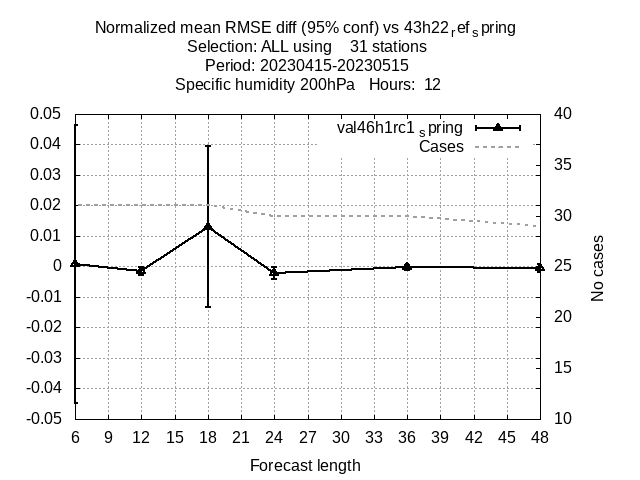 Normalized mean RMSE diff (95% conf) vs 43h22refspring
Selection: ALL using 31 stations
Period: 20230415-20230515
Specific humidity 200hPa Hours: 12
val46h1rc1spring
Cases
0.05
0.04
0.03
0.02
0.01
0
-0.01
-0.02
-0.03
-0.04
-0.05
40
35
30
25
20
15
10
No cases
6 9 12 15 18 21 24 27 30 33 36 39 42 45 48
Forecast length